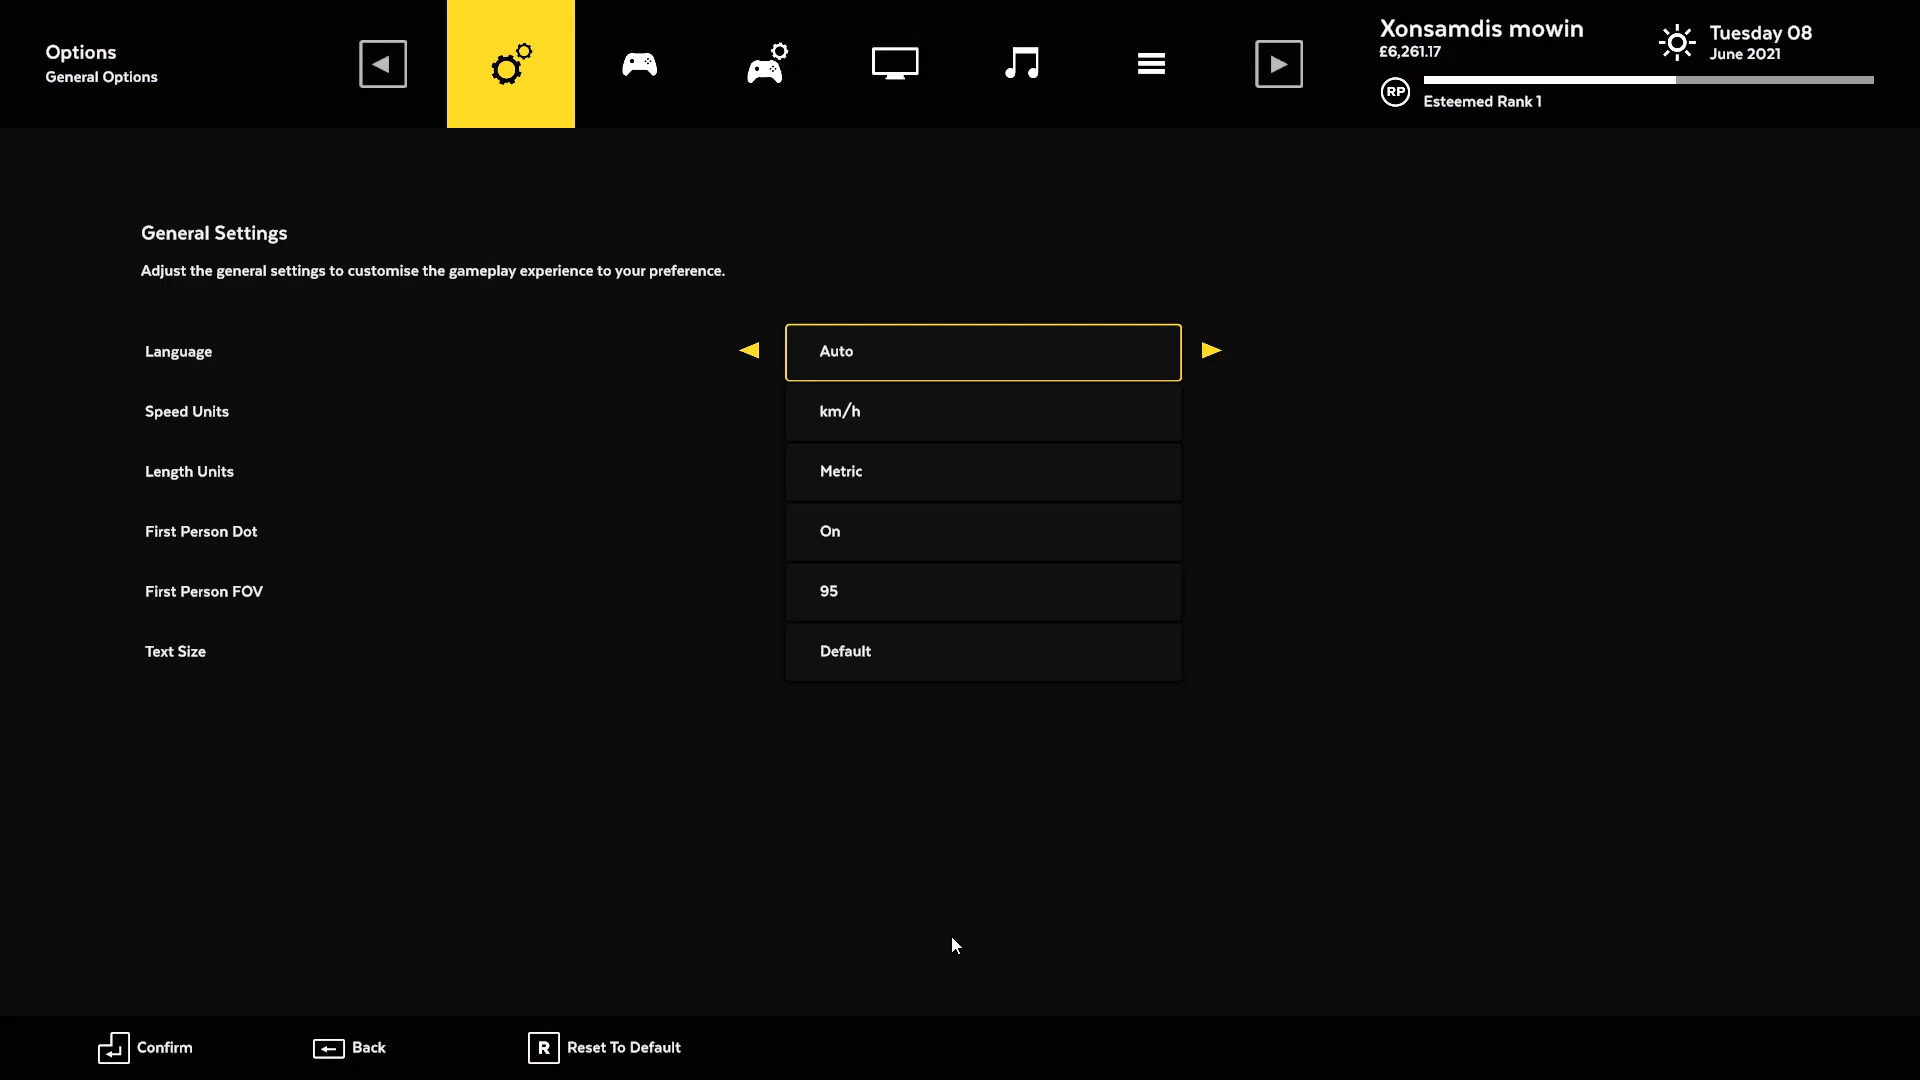 Options
General Options
Xonsamdis mowin
£6,261.17
Tuesday 08
June 2021
RP
Esteemed Rank 1
General Settings
Adjust the general settings to customise the gameplay experience to your preference.
Language
Auto
Speed Units
km/h
Length Units
Metric
First Person Dot
On
First Person FOV
95
Text Size
Default
Confirm
Back
R Reset To Default